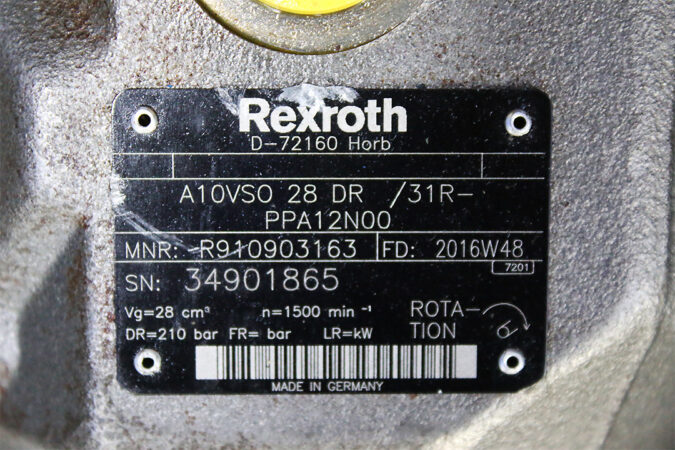 Rexroth
D-72160 Horb
A10VSO 28 DR /31R-
PPA12N00
MNR: R910903163 FD: 2016W48
7201
SN: 34901865
Vg=28 cm³ n=1500 min⁻¹
DR=210 bar FR= bar LR=kW
ROTA-
TION
MADE IN GERMANY